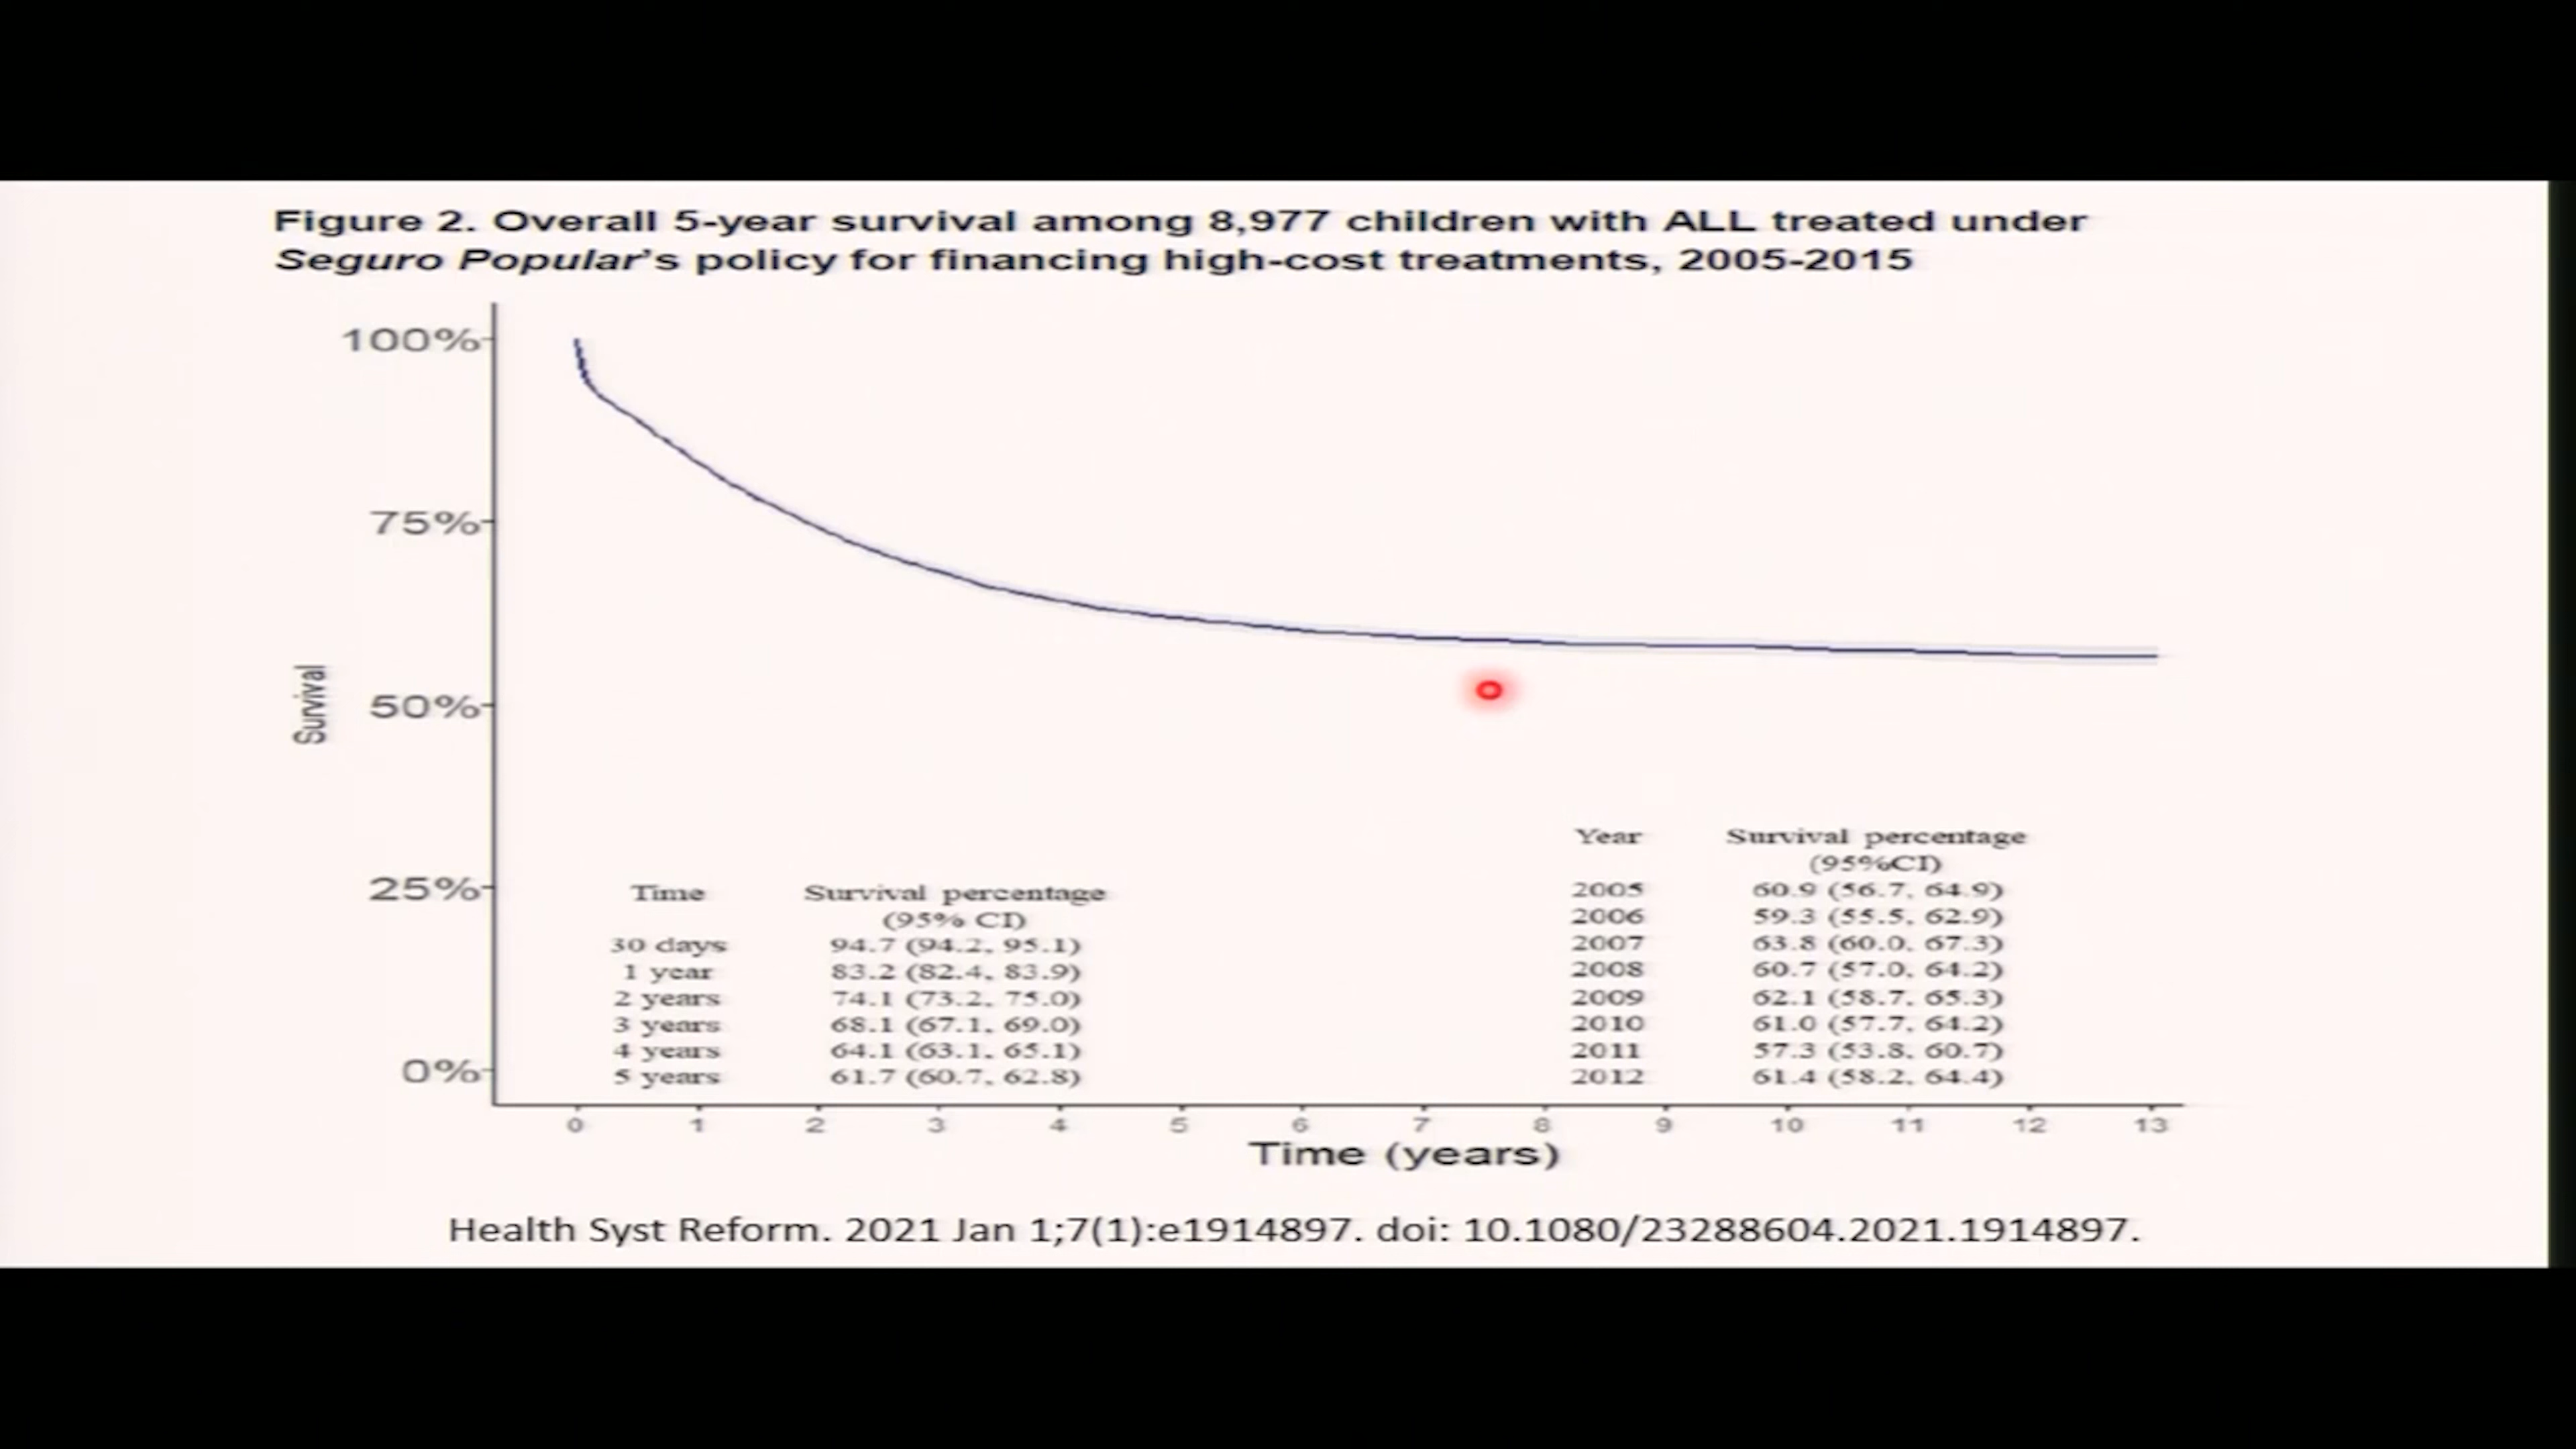 Figure 2. Overall 5-year survival among 8,977 children with ALL treated under
Seguro Popular's policy for financing high-cost treatments, 2005-2015
100%
75%
50%
25%
0%
Survival
Time Survival percentage
(95% CI)
30 days 94.7 (94.2, 95.1)
1 year 83.2 (82.4, 83.9)
2 years 74.1 (73.2, 75.0)
3 years 68.1 (67.1, 69.0)
4 years 64.1 (63.1, 65.1)
5 years 61.7 (60.7, 62.8)
Year Survival percentage
(95%CI)
2005 60.9 (56.7, 64.9)
2006 59.3 (55.5, 62.9)
2007 63.8 (60.0, 67.3)
2008 60.7 (57.0, 64.2)
2009 62.1 (58.7, 65.3)
2010 61.0 (57.7, 64.2)
2011 57.3 (53.8, 60.7)
2012 61.4 (58.2, 64.4)
0 1 2 3 4 5 6 7 8 9 10 11 12 13
Time (years)
Health Syst Reform. 2021 Jan 1;7(1):e1914897. doi: 10.1080/23288604.2021.1914897.